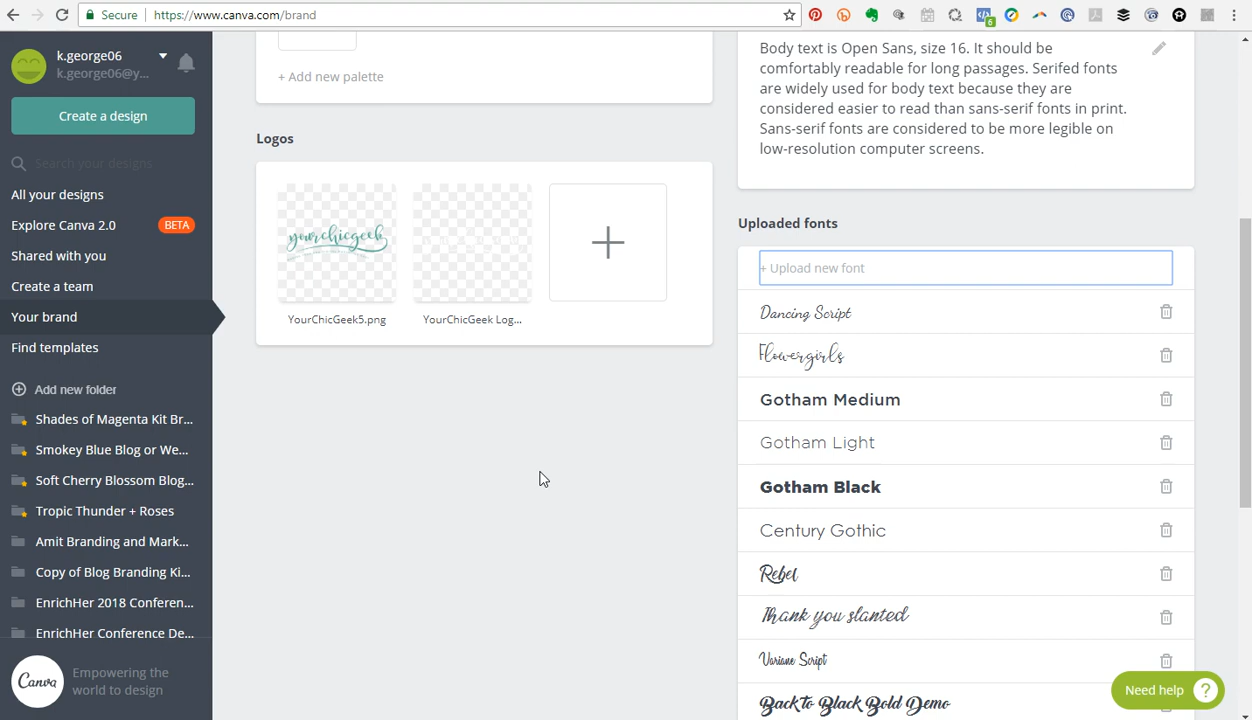 Secure
https://www.canva.com/brand
6
k.george06
k.george06@y...
Create a design
Search your designs
All your designs
Explore Canva 2.0 BETA
Shared with you
Create a team
Your brand
Find templates
Add new folder
Shades of Magenta Kit Br...
Smokey Blue Blog or We...
Soft Cherry Blossom Blog...
Tropic Thunder + Roses
Amit Branding and Mark...
Copy of Blog Branding Ki...
EnrichHer 2018 Conferen...
EnrichHer Conference De...
Canva
Empowering the
world to design
+ Add new palette
Logos
yourchicgeek
YourChicGeek5.png
YourChicGeek Log...
Body text is Open Sans, size 16. It should be
comfortably readable for long passages. Serifed fonts
are widely used for body text because they are
considered easier to read than sans-serif fonts in print.
Sans-serif fonts are considered to be more legible on
low-resolution computer screens.
Uploaded fonts
+ Upload new font
Dancing Script
Flowergirls
Gotham Medium
Gotham Light
Gotham Black
Century Gothic
Rebel
Thank you slanted
Variane Script
Back To Black Bold Demo
Need help ?